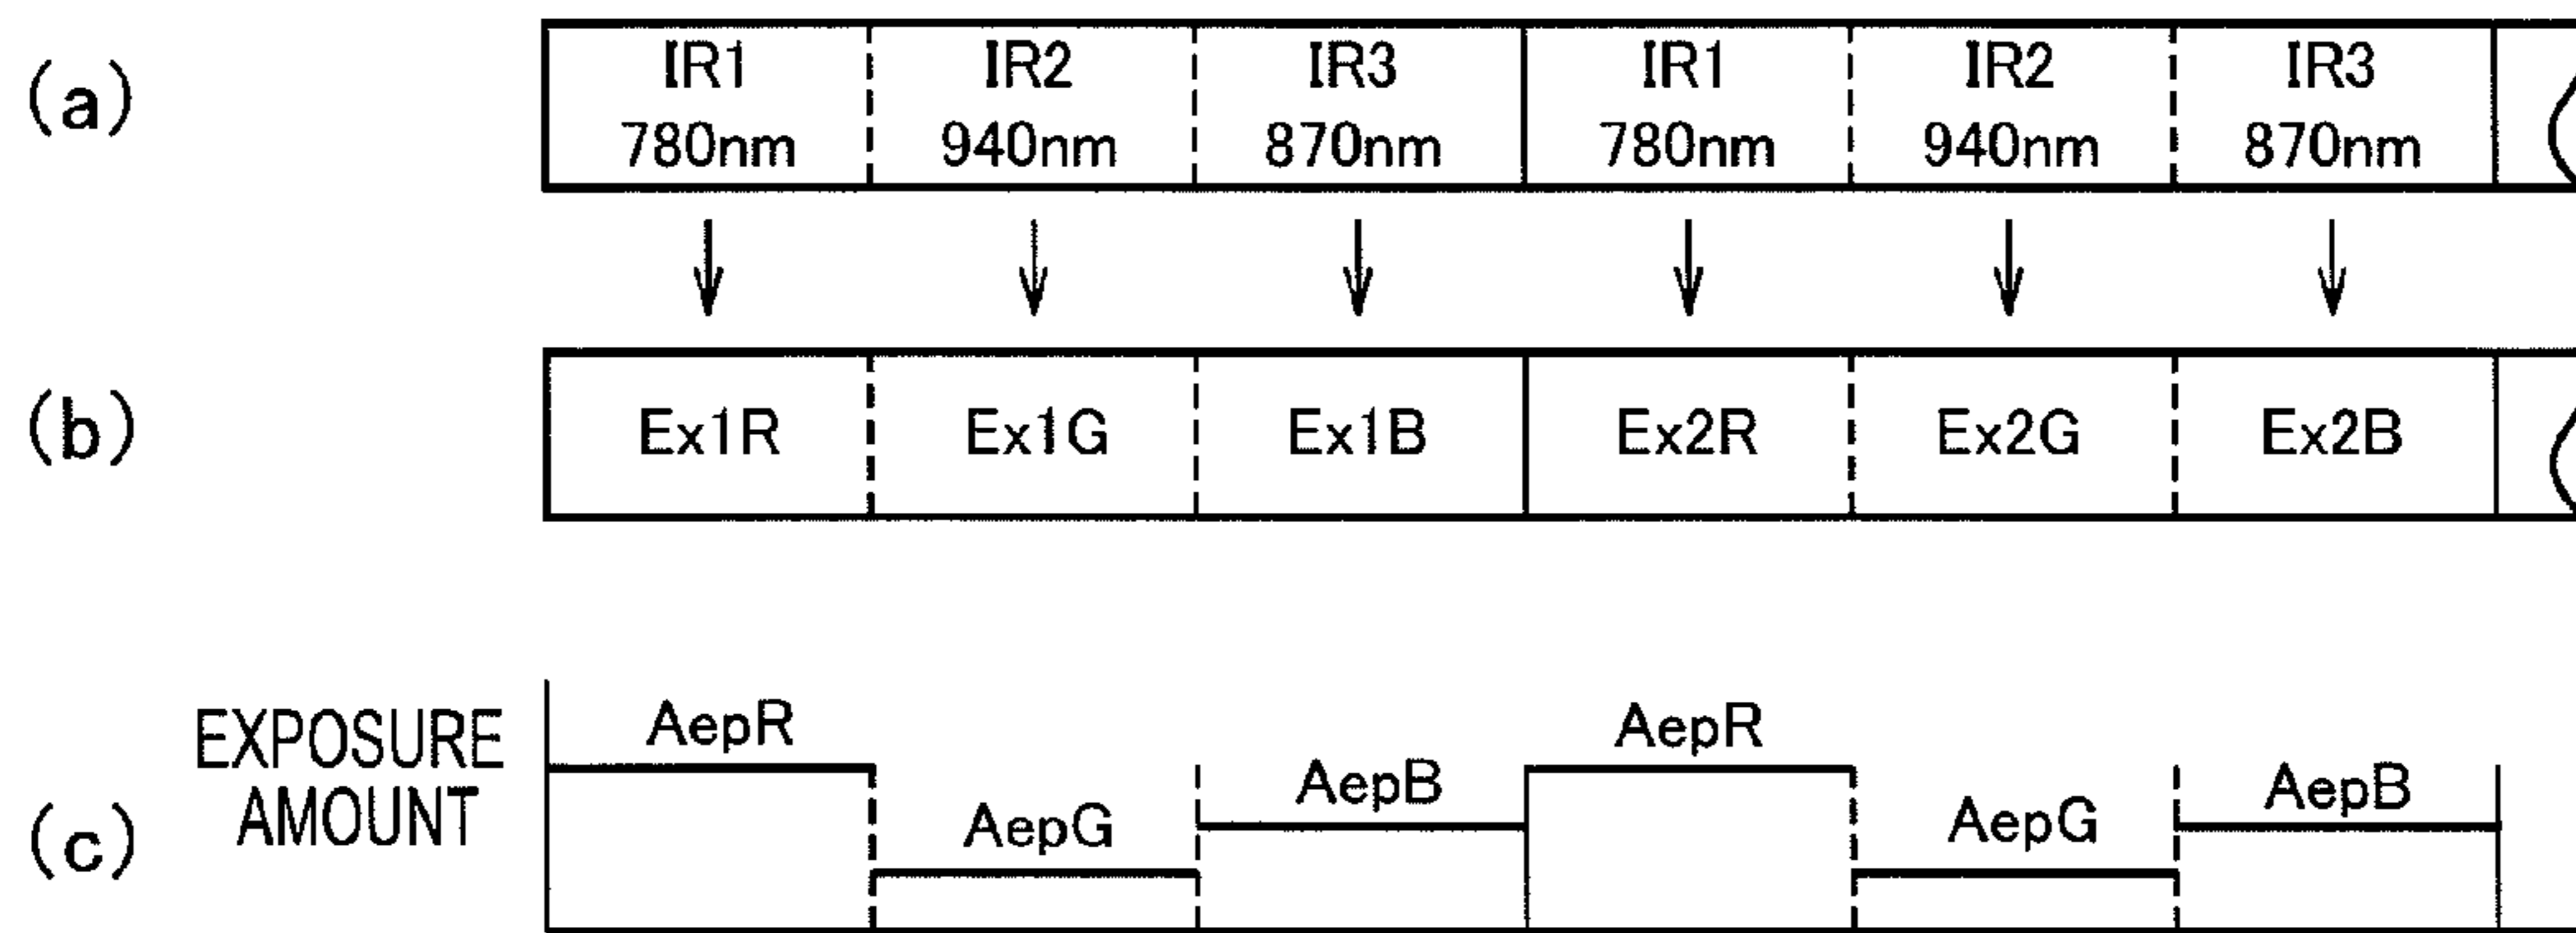 (a)
IR1 IR2 IR3 IR1 IR2 IR3
780nm 940nm 870nm 780nm 940nm 870nm
(b)
Ex1R Ex1G Ex1B Ex2R Ex2G Ex2B
(c)
EXPOSURE
AMOUNT
AepR AepG AepB AepR AepG AepB